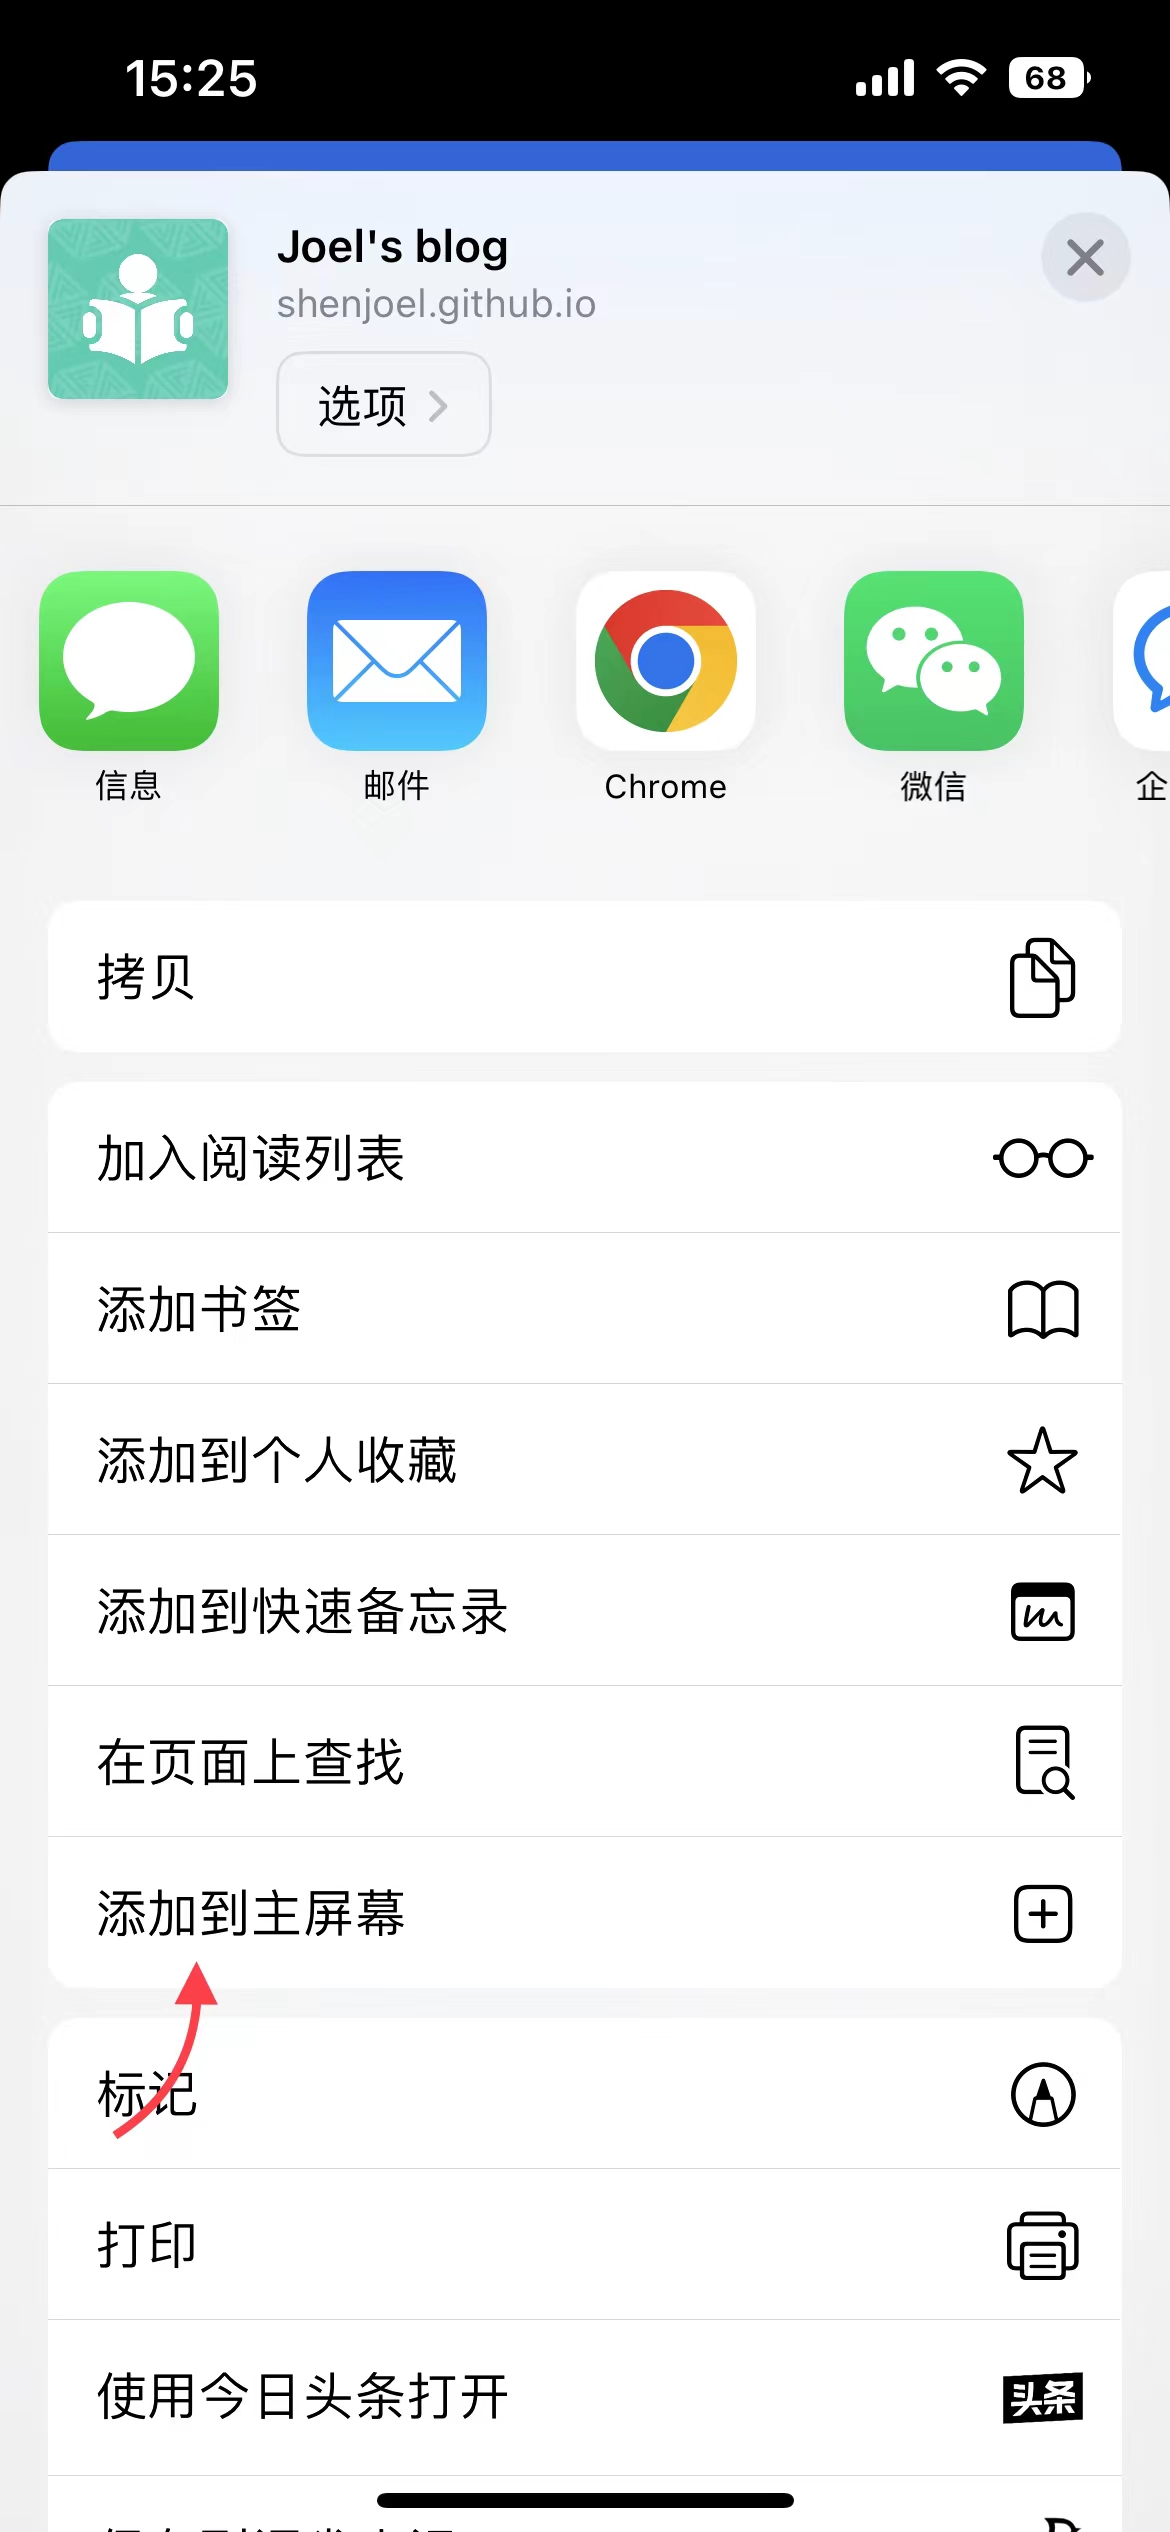 15:25
68
Joel's blog
shenjoel.github.io
选项
信息
邮件
Chrome
微信
企
拷贝
加入阅读列表
添加书签
添加到个人收藏
添加到快速备忘录
在页面上查找
添加到主屏幕
标记
打印
使用今日头条打开
头条